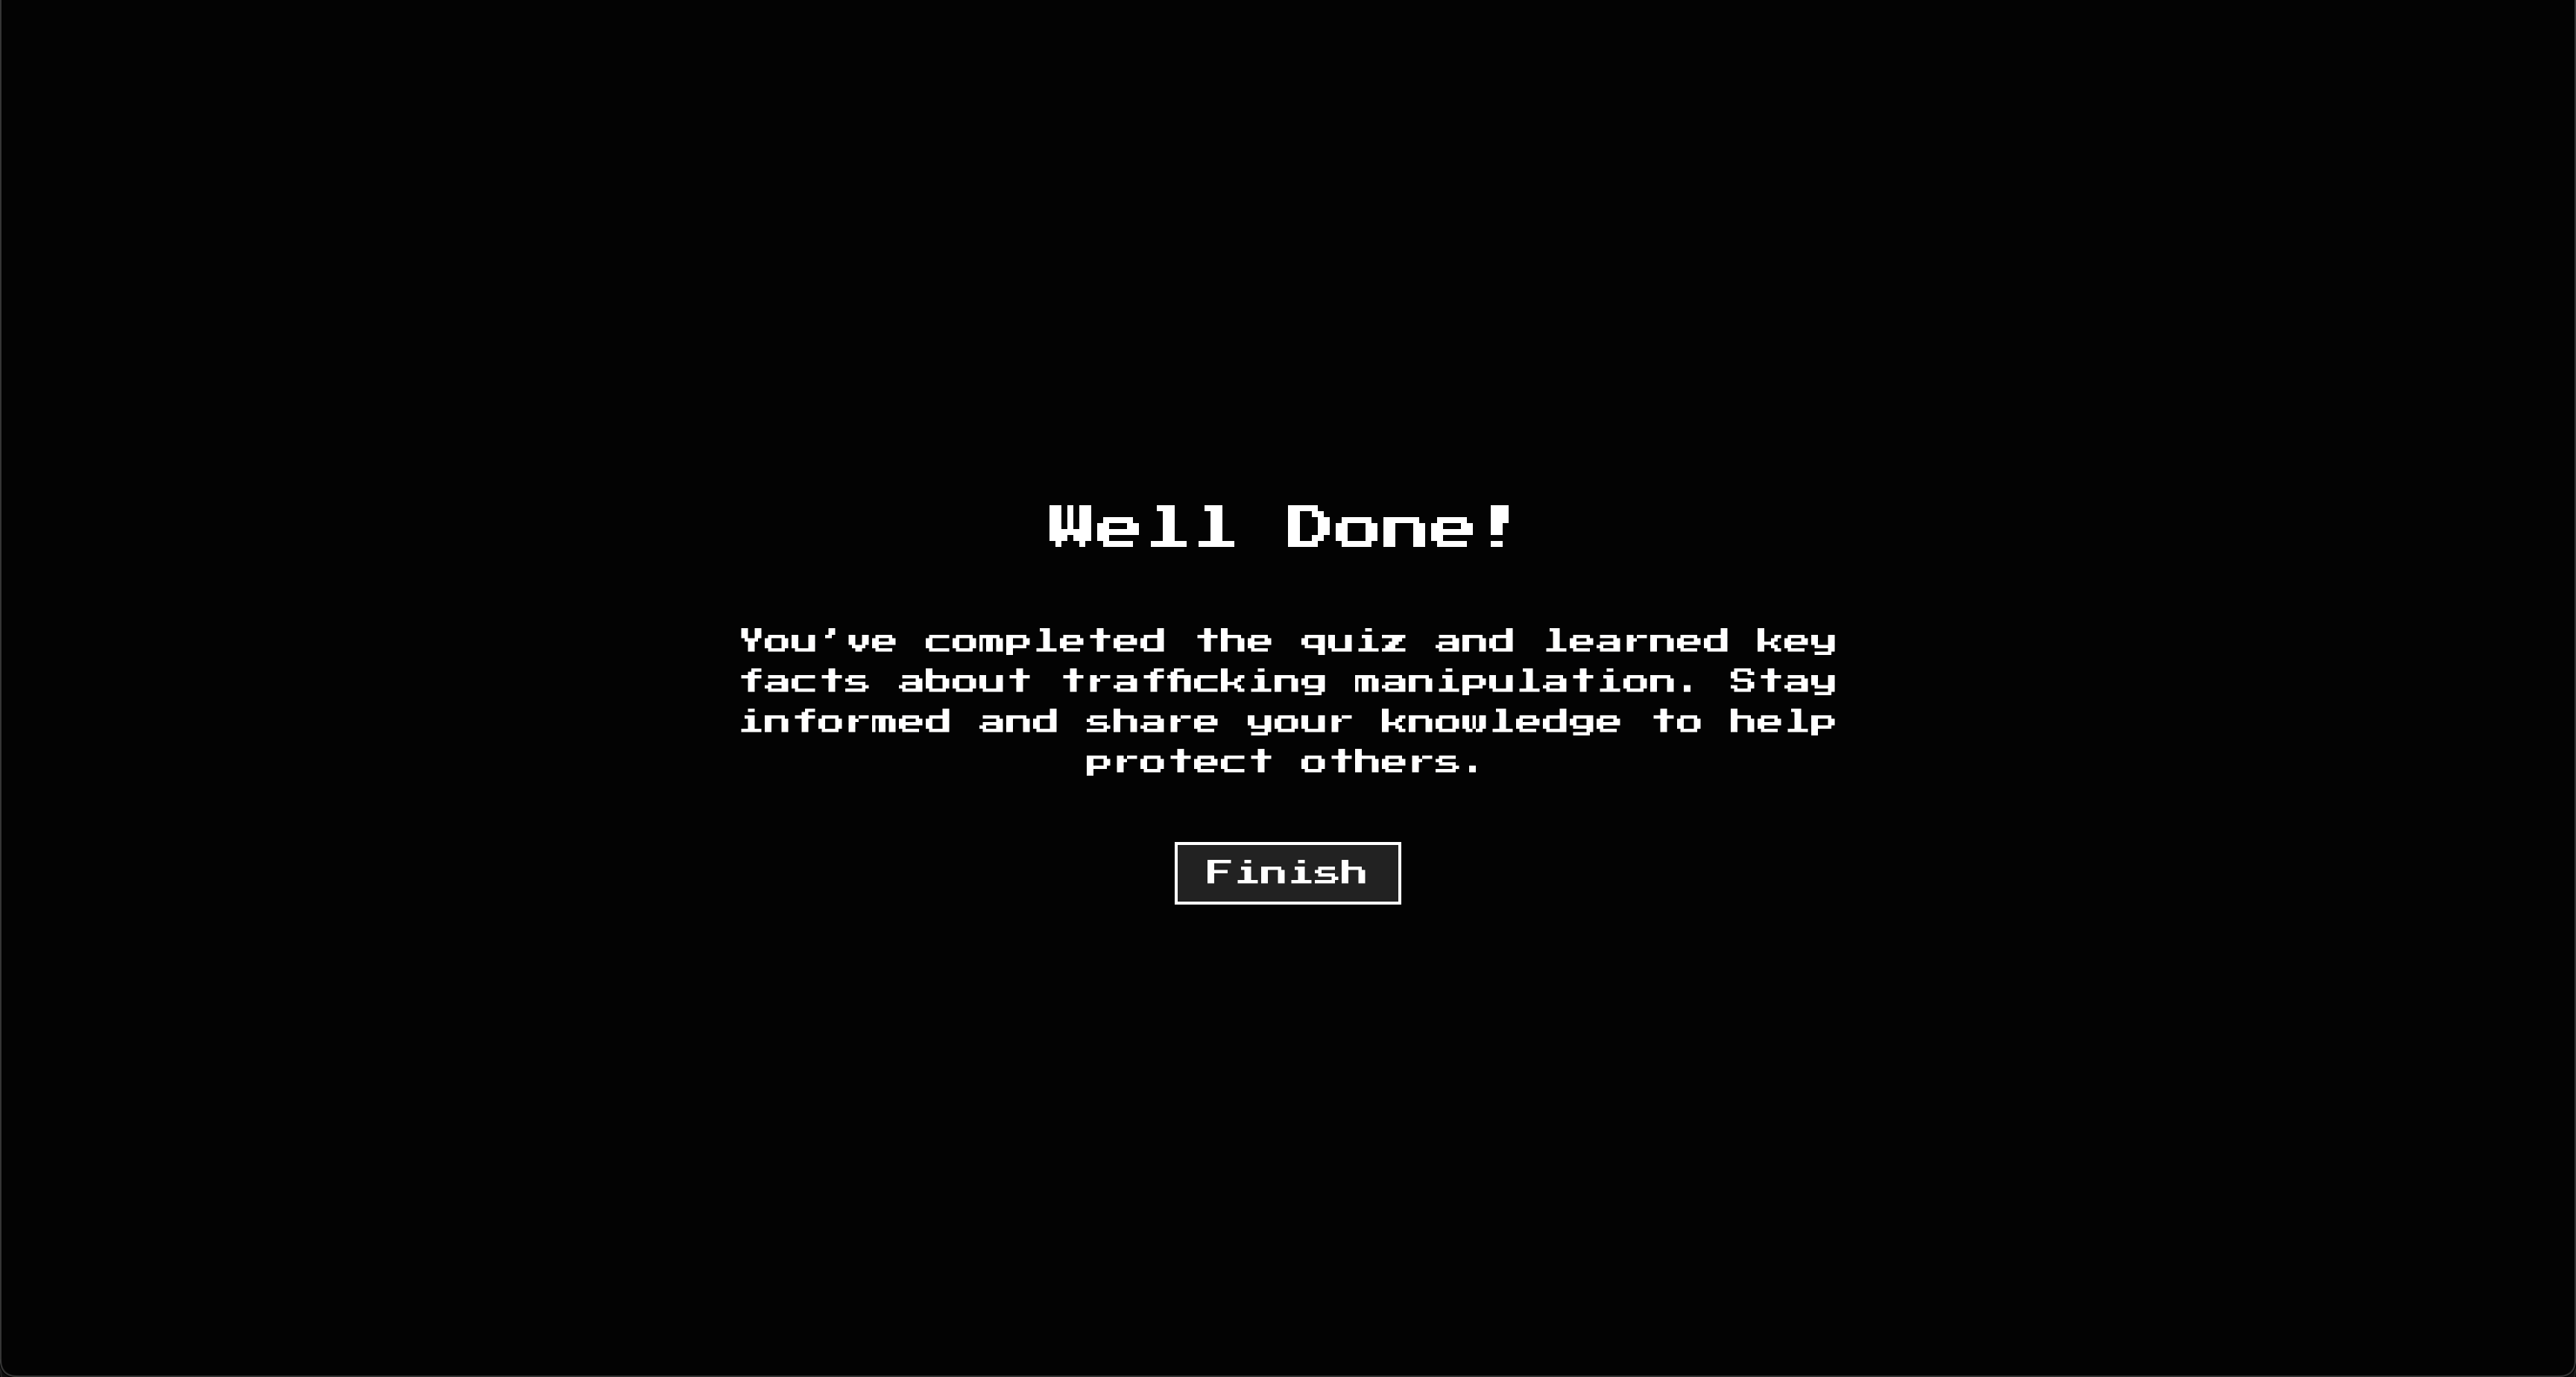 Well Done!
You've completed the quiz and learned key
facts about trafficking manipulation. Stay
informed and share your knowledge to help
protect others.
Finish